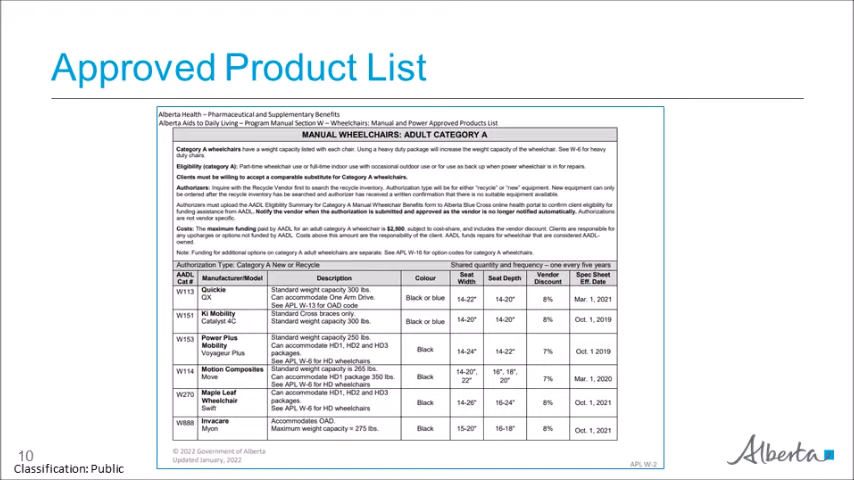 Approved Product List
Alberta Health – Pharmaceutical and Supplementary Benefits
Alberta Aids to Daily Living – Program Manual Section W – Wheelchairs: Manual and Power Approved Products List
MANUAL WHEELCHAIRS: ADULT CATEGORY A
Category A wheelchairs have a weight capacity listed with each chair. Using a heavy duty package will increase the weight capacity of the wheelchair. See W-6 for heavy
duty chairs.
Eligibility (category A): Part-time wheelchair use or full-time indoor use with occasional outdoor use or for use as back up when power wheelchair is in for repairs.
Clients must be willing to accept a comparable substitute for Category A wheelchairs.
Authorizers: Inquire with the Recycle Vendor first to search the recycle inventory. Authorization type will be for either "recycle" or "new" equipment. New equipment can only
be ordered after the recycle inventory has be searched and authorizer has received a written confirmation that there is no suitable equipment available.
Authorizers must upload the AADL Eligibility Summary for Category A Manual Wheelchair Benefits form to Alberta Blue Cross online health portal to confirm client eligibility for
funding assistance from AADL. Notify the vendor when the authorization is submitted and approved as the vendor is no longer notified automatically. Authorizations
are not vendor specific.
Costs: The maximum funding paid by AADL for an adult category A wheelchair is $2,500, subject to cost-share, and includes the vendor discount. Clients are responsible for
any upcharges or options not funded by AADL. Costs above this amount are the responsibility of the client. AADL funds repairs for wheelchair that are considered AADL-
owned.
Note: Funding for additional options on category A adult wheelchairs are separate. See APL W-16 for option codes for category A wheelchairs.
Authorization Type: Category A New or Recycle Shared quantity and frequency – one every five years
AADL Cat # Manufacturer/Model Description Colour Seat Width Seat Depth Vendor Discount Spec Sheet Eff. Date
W113 Quickie Standard weight capacity 300 lbs.
QX Can accommodate One Arm Drive. Black or blue 14-22" 14-20" 8% Mar. 1, 2021
See APL W-13 for OAD code
W151 Ki Mobility Standard Cross braces only. 14-20" 14-20" 8% Oct. 1, 2019
Catalyst 4C Standard weight capacity 300 lbs. Black or blue
W153 Power Plus Standard weight capacity 250 lbs.
Mobility Can accommodate HD1, HD2 and HD3
Voyageur Plus packages. Black 14-24" 14-22" 7% Oct. 1 2019
See APL W-6 for HD wheelchairs
W114 Motion Composites Standard weight capacity is 265 lbs. 14-20", 16", 18",
Move Can accommodate HD1 package 350 lbs. Black 22" 20" 7% Mar. 1, 2020
See APL W-6 for HD wheelchairs
W270 Maple Leaf Can accommodate HD1, HD2 and HD3
Wheelchair packages. Black 14-26" 16-24" 8% Oct. 1, 2021
Swift See APL W-6 for HD wheelchairs
W888 Invacare Accommodates OAD.
Myon Maximum weight capacity = 275 lbs. Black 15-20" 16-18" 8% Oct. 1, 2021
© 2022 Government of Alberta
Updated January, 2022
APL W-2
10
Classification: Public
Alberta